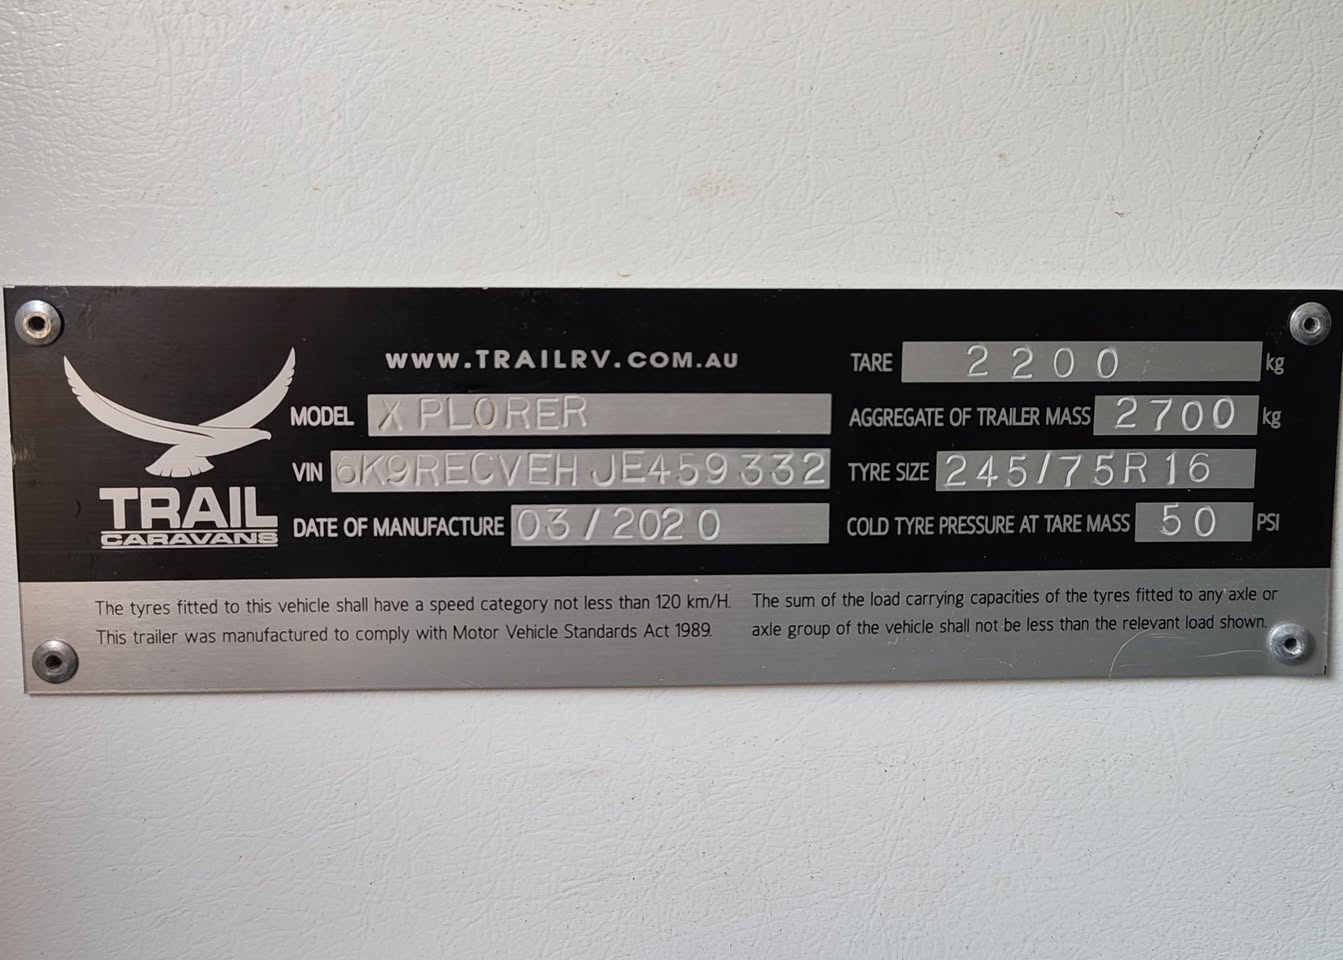 WWW.TRAILRV.COM.AU
MODEL X PLORER
VIN 6K9RECVEHJE459332
DATE OF MANUFACTURE 03/2020
TRAIL
CARAVANS
TARE 2200 kg
AGGREGATE OF TRAILER MASS 2700 kg
TYRE SIZE 245/75R16
COLD TYRE PRESSURE AT TARE MASS 50 PSI
The tyres fitted to this vehicle shall have a speed category not less than 120 km/H.
This trailer was manufactured to comply with Motor Vehicle Standards Act 1989.
The sum of the load carrying capacities of the tyres fitted to any axle or
axle group of the vehicle shall not be less than the relevant load shown.